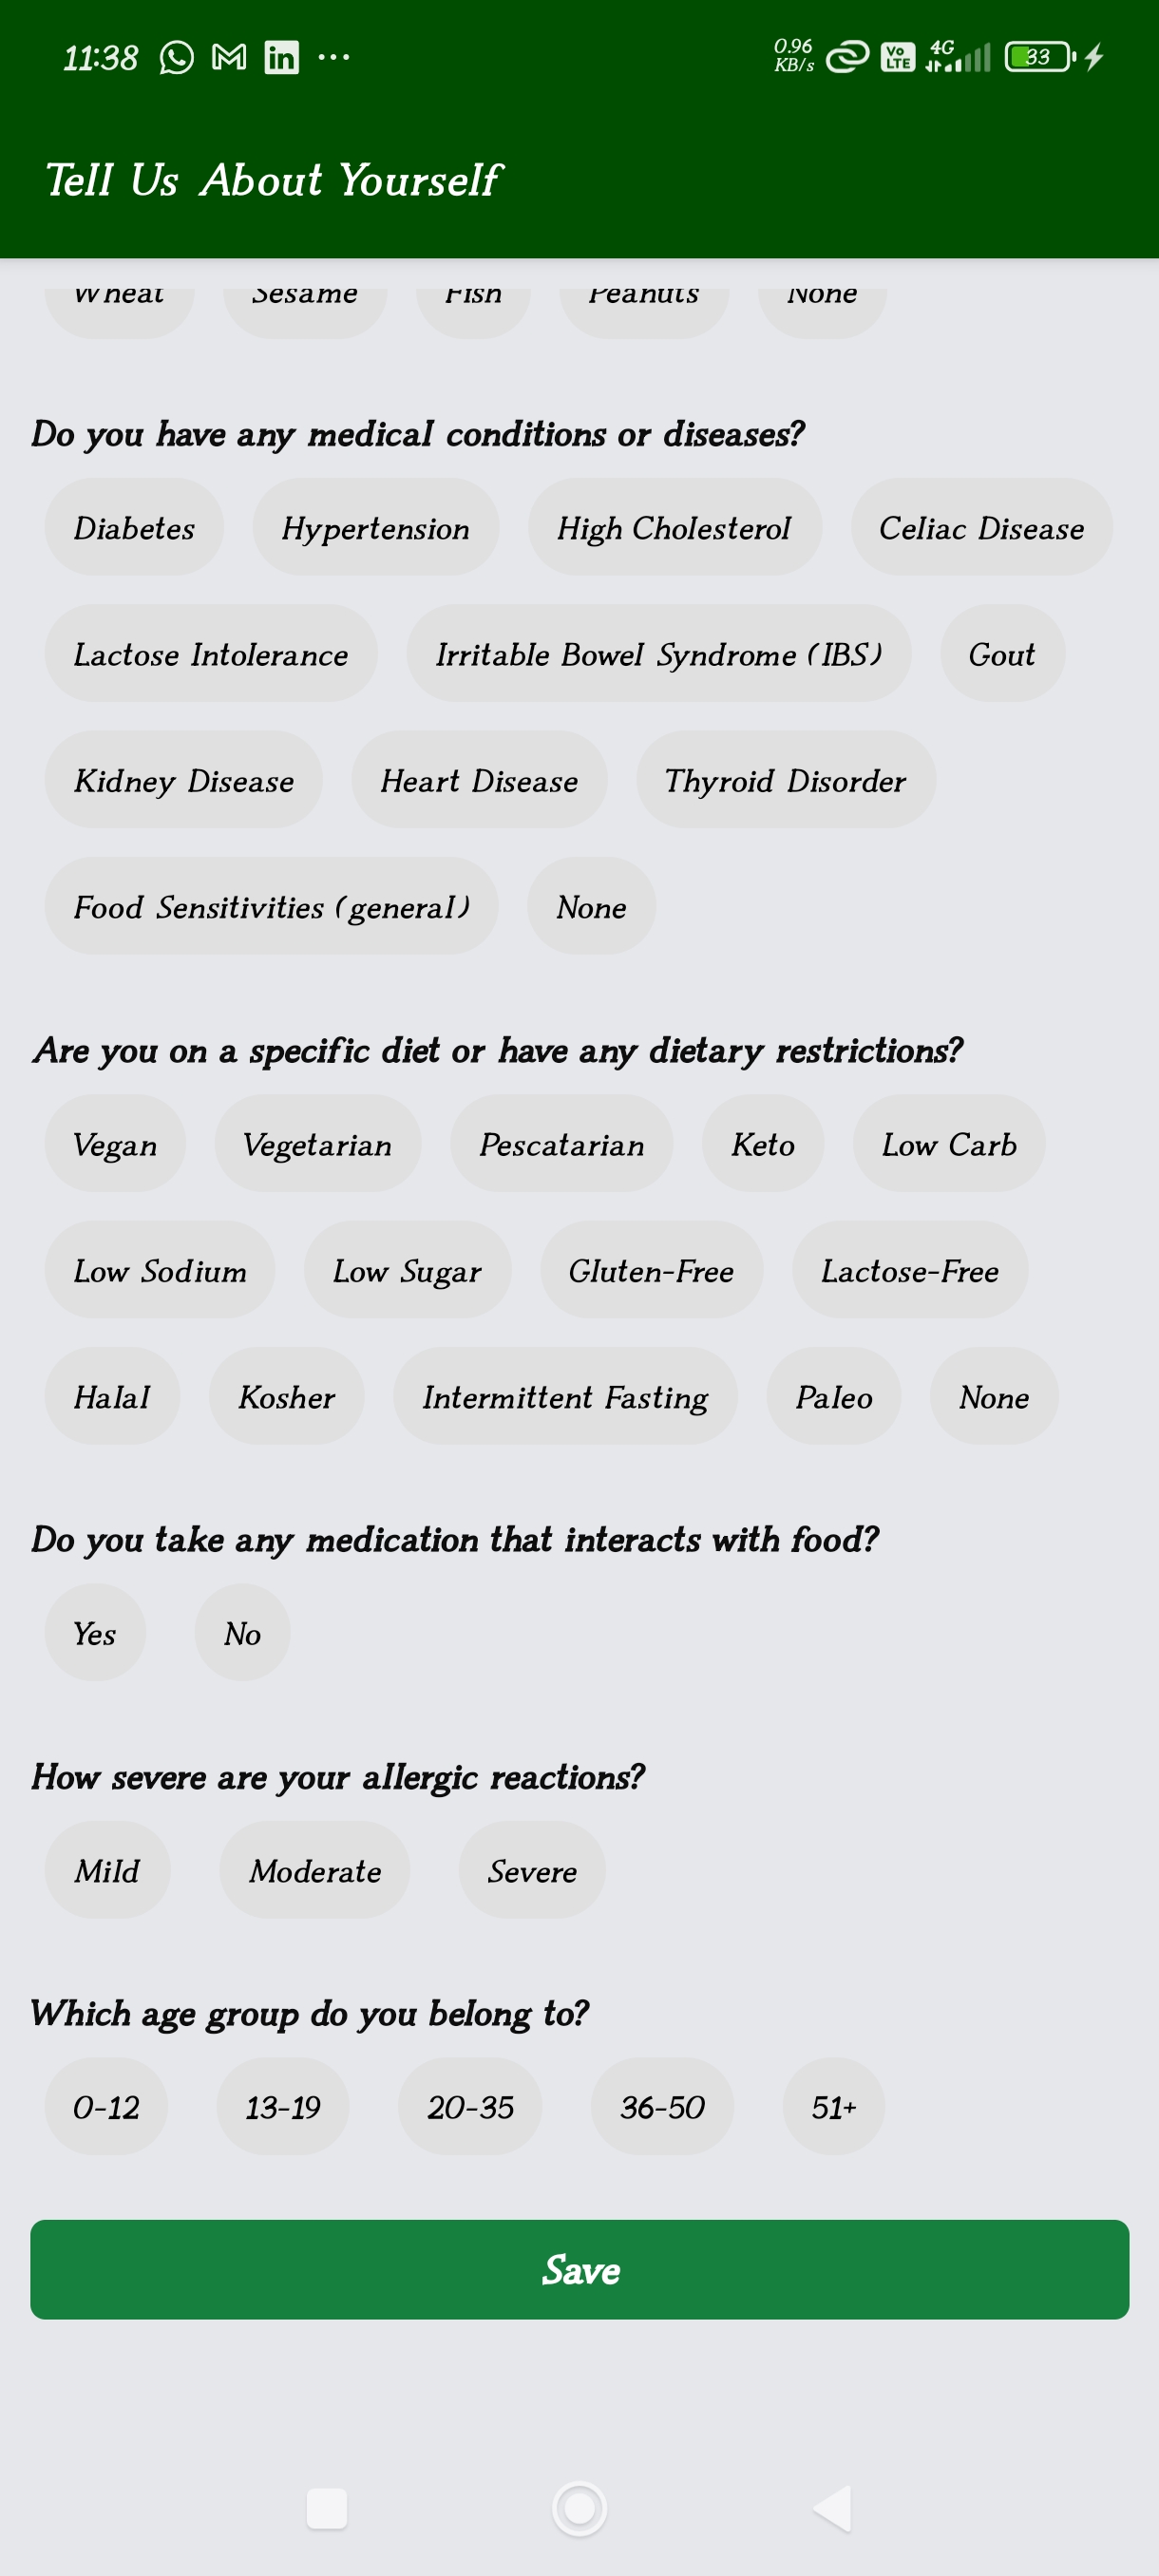 11:38 0.96 KB/s Vo LTE 4G 33
Tell Us About Yourself
Wheat Sesame Fish Peanuts None
Do you have any medical conditions or diseases?
Diabetes Hypertension High Cholesterol Celiac Disease
Lactose Intolerance Irritable Bowel Syndrome (IBS) Gout
Kidney Disease Heart Disease Thyroid Disorder
Food Sensitivities (general) None
Are you on a specific diet or have any dietary restrictions?
Vegan Vegetarian Pescatarian Keto Low Carb
Low Sodium Low Sugar Gluten-Free Lactose-Free
Halal Kosher Intermittent Fasting Paleo None
Do you take any medication that interacts with food?
Yes No
How severe are your allergic reactions?
Mild Moderate Severe
Which age group do you belong to?
0-12 13-19 20-35 36-50 51+
Save